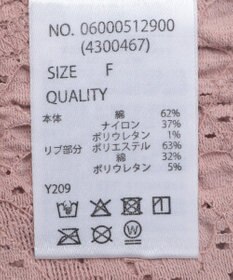 NO. 06000512900
(4300467)
SIZE F
QUALITY
本体 綿 62%
ナイロン 37%
ポリウレタン 1%
リブ部分 ポリエステル 63%
綿 32%
ポリウレタン 5%
Y209